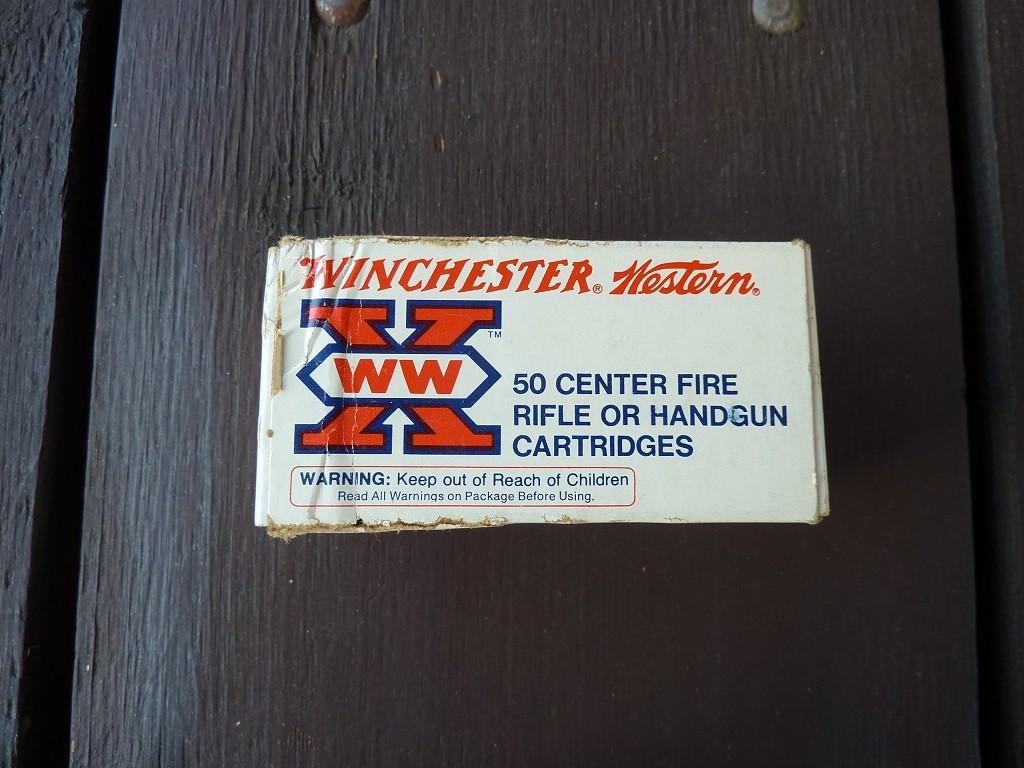 WINCHESTER® Western®
X TM
WW
50 CENTER FIRE
RIFLE OR HANDGUN
CARTRIDGES
WARNING: Keep out of Reach of Children
Read All Warnings on Package Before Using.